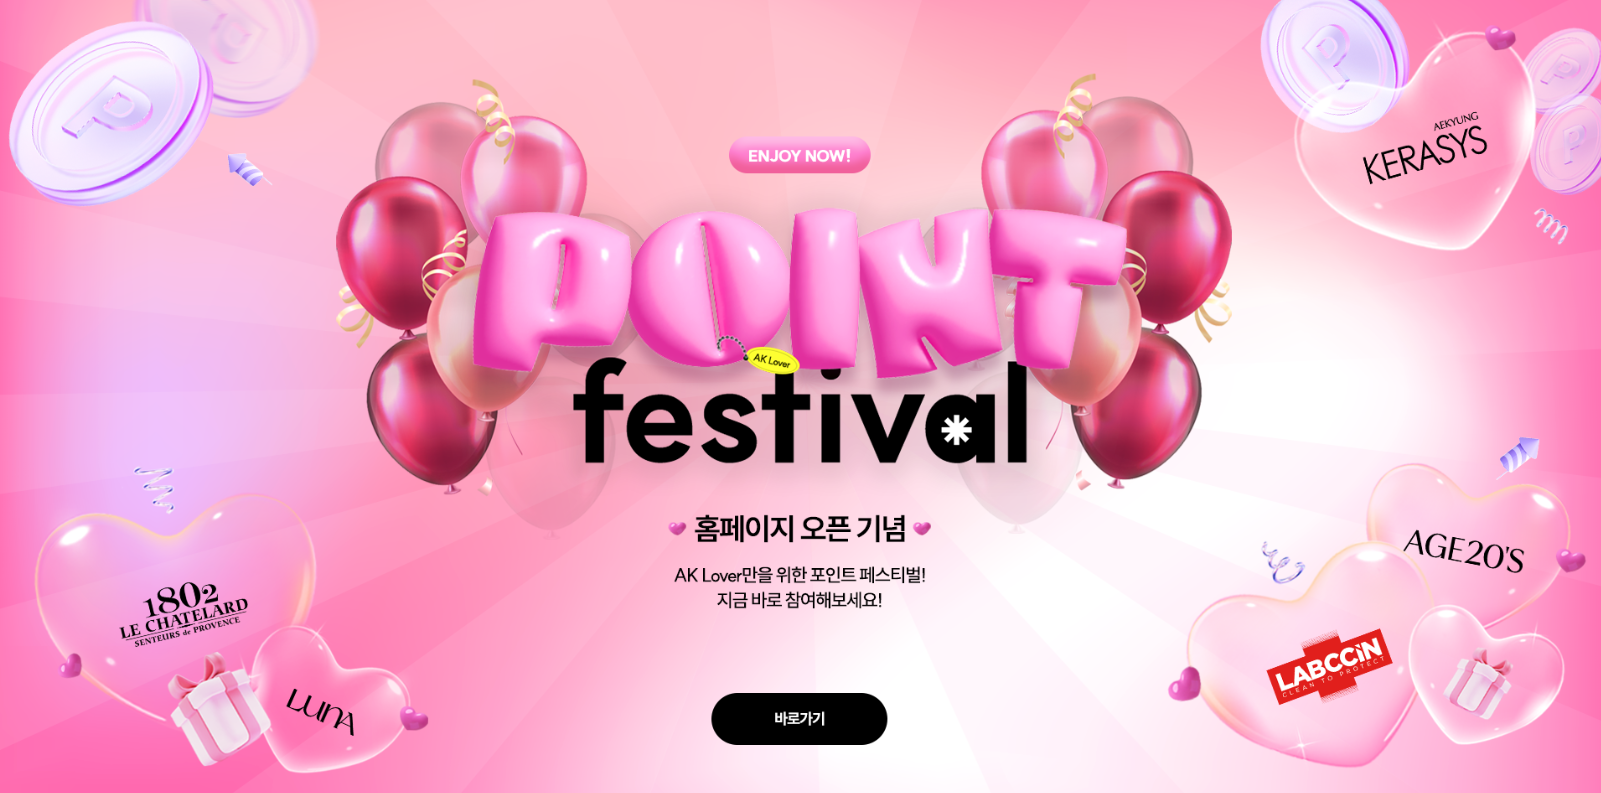 ENJOY NOW!
POINT
AK Lover
festival
홈페이지 오픈 기념
AK Lover만을 위한 포인트 페스티벌!
지금 바로 참여해보세요!
바로가기
P
P
P
P
P
AEKYUNG
KERASYS
1802
LE CHATELARD
SENTEURS de PROVENCE
LUNA
AGE20'S
LABCCiN
CLEAN TO PROTECT